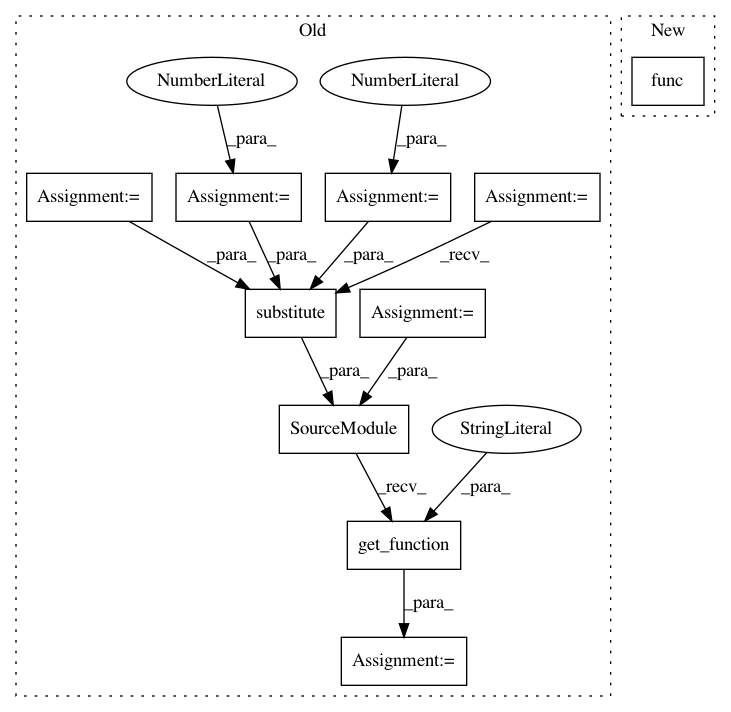 Old
New
NumberLiteral
NumberLiteral
func
_para_
_para_
Assignment:=
Assignment:=
Assignment:=
Assignment:=
_para_
_para_
_para_
_recv_
substitute
Assignment:=
_para_
_para_
SourceModule
StringLiteral
_recv_
_para_
get_function
_para_
Assignment:=